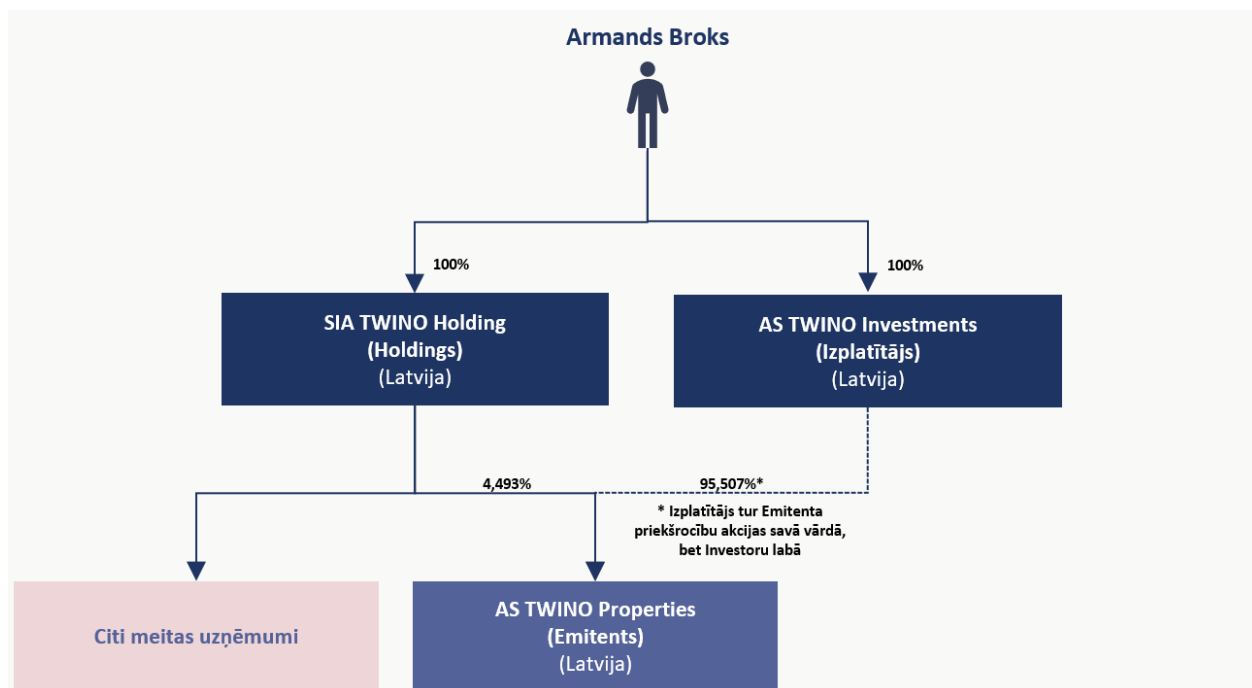 Armands Broks
100%
100%
SIA TWINO Holding
(Holdings)
(Latvija)
AS TWINO Investments
(Izplatītājs)
(Latvija)
4,493%
95,507%*
* Izplatītājs tur Emitenta
priekšrocību akcijas savā vārdā,
bet Investoru labā
Citi meitas uzņēmumi
AS TWINO Properties
(Emitents)
(Latvija)